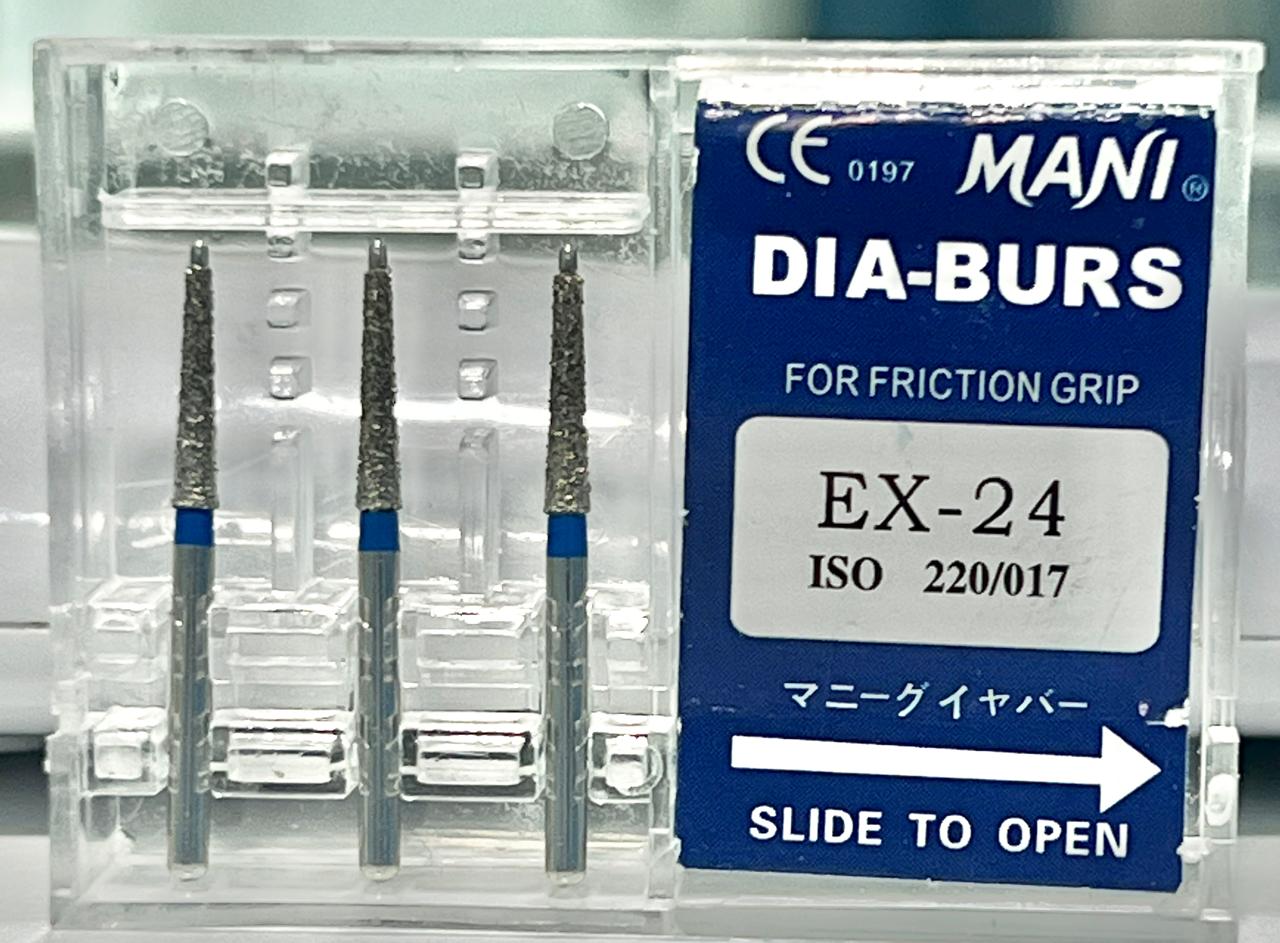 CE 0197 MANI®
DIA-BURS
FOR FRICTION GRIP
EX-24
ISO 220/017
マニーグイヤバー
SLIDE TO OPEN